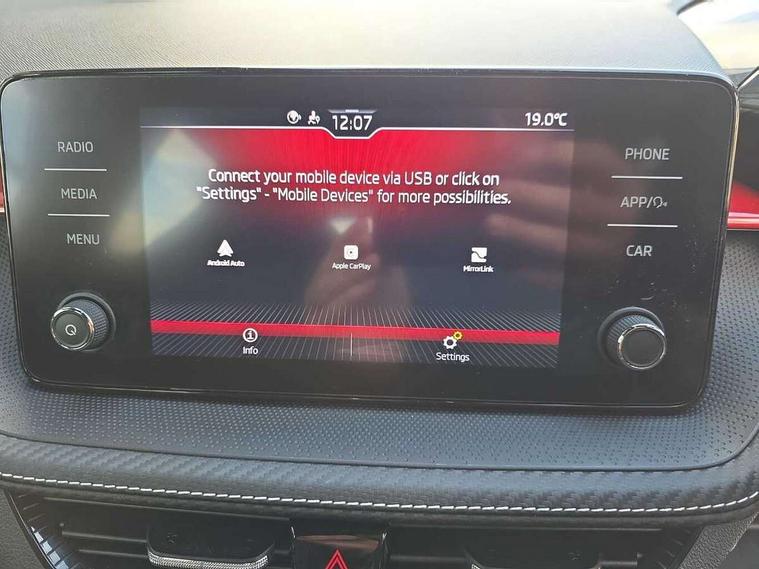 12:07
19.0°C
RADIO
MEDIA
MENU
Connect your mobile device via USB or click on
"Settings" - "Mobile Devices" for more possibilities.
Android Auto
Apple CarPlay
MirrorLink
Info
Settings
PHONE
APP/
CAR